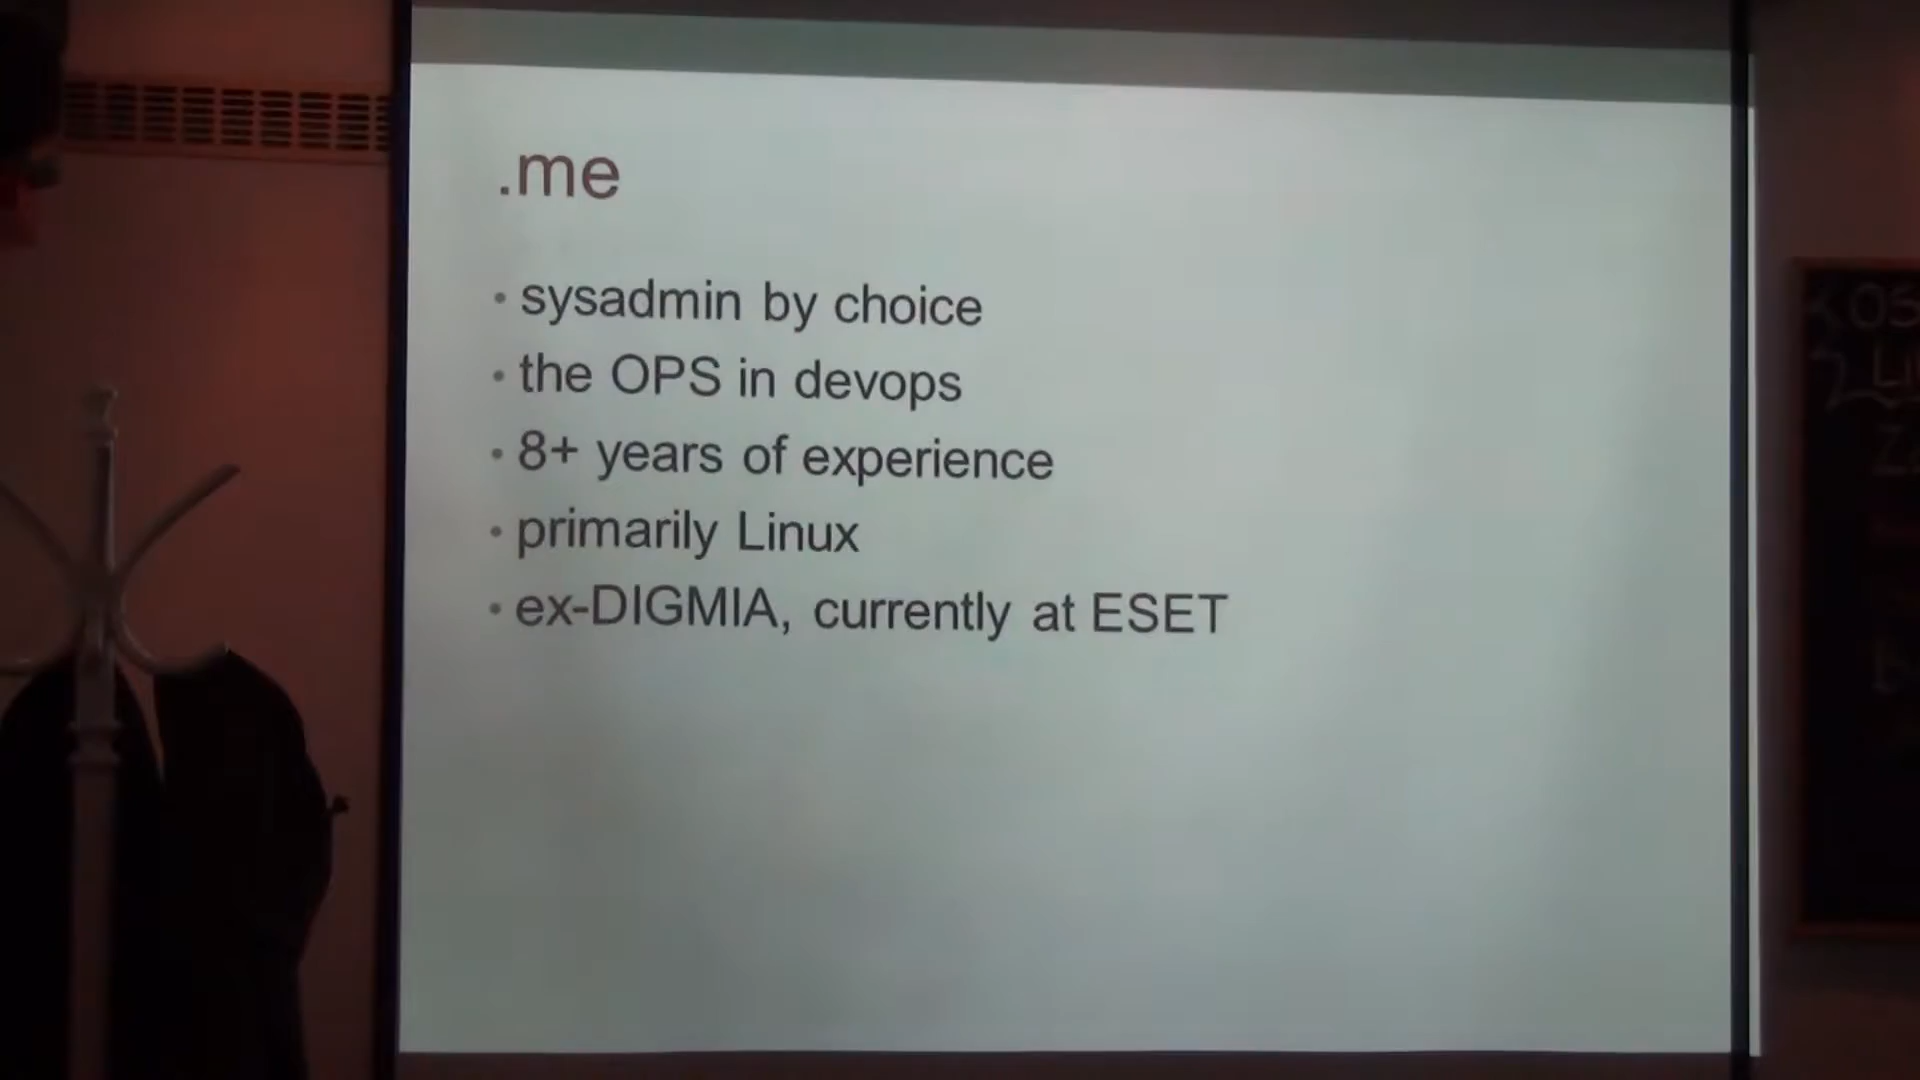 .me
• sysadmin by choice
• the OPS in devops
• 8+ years of experience
• primarily Linux
• ex-DIGMIA, currently at ESET